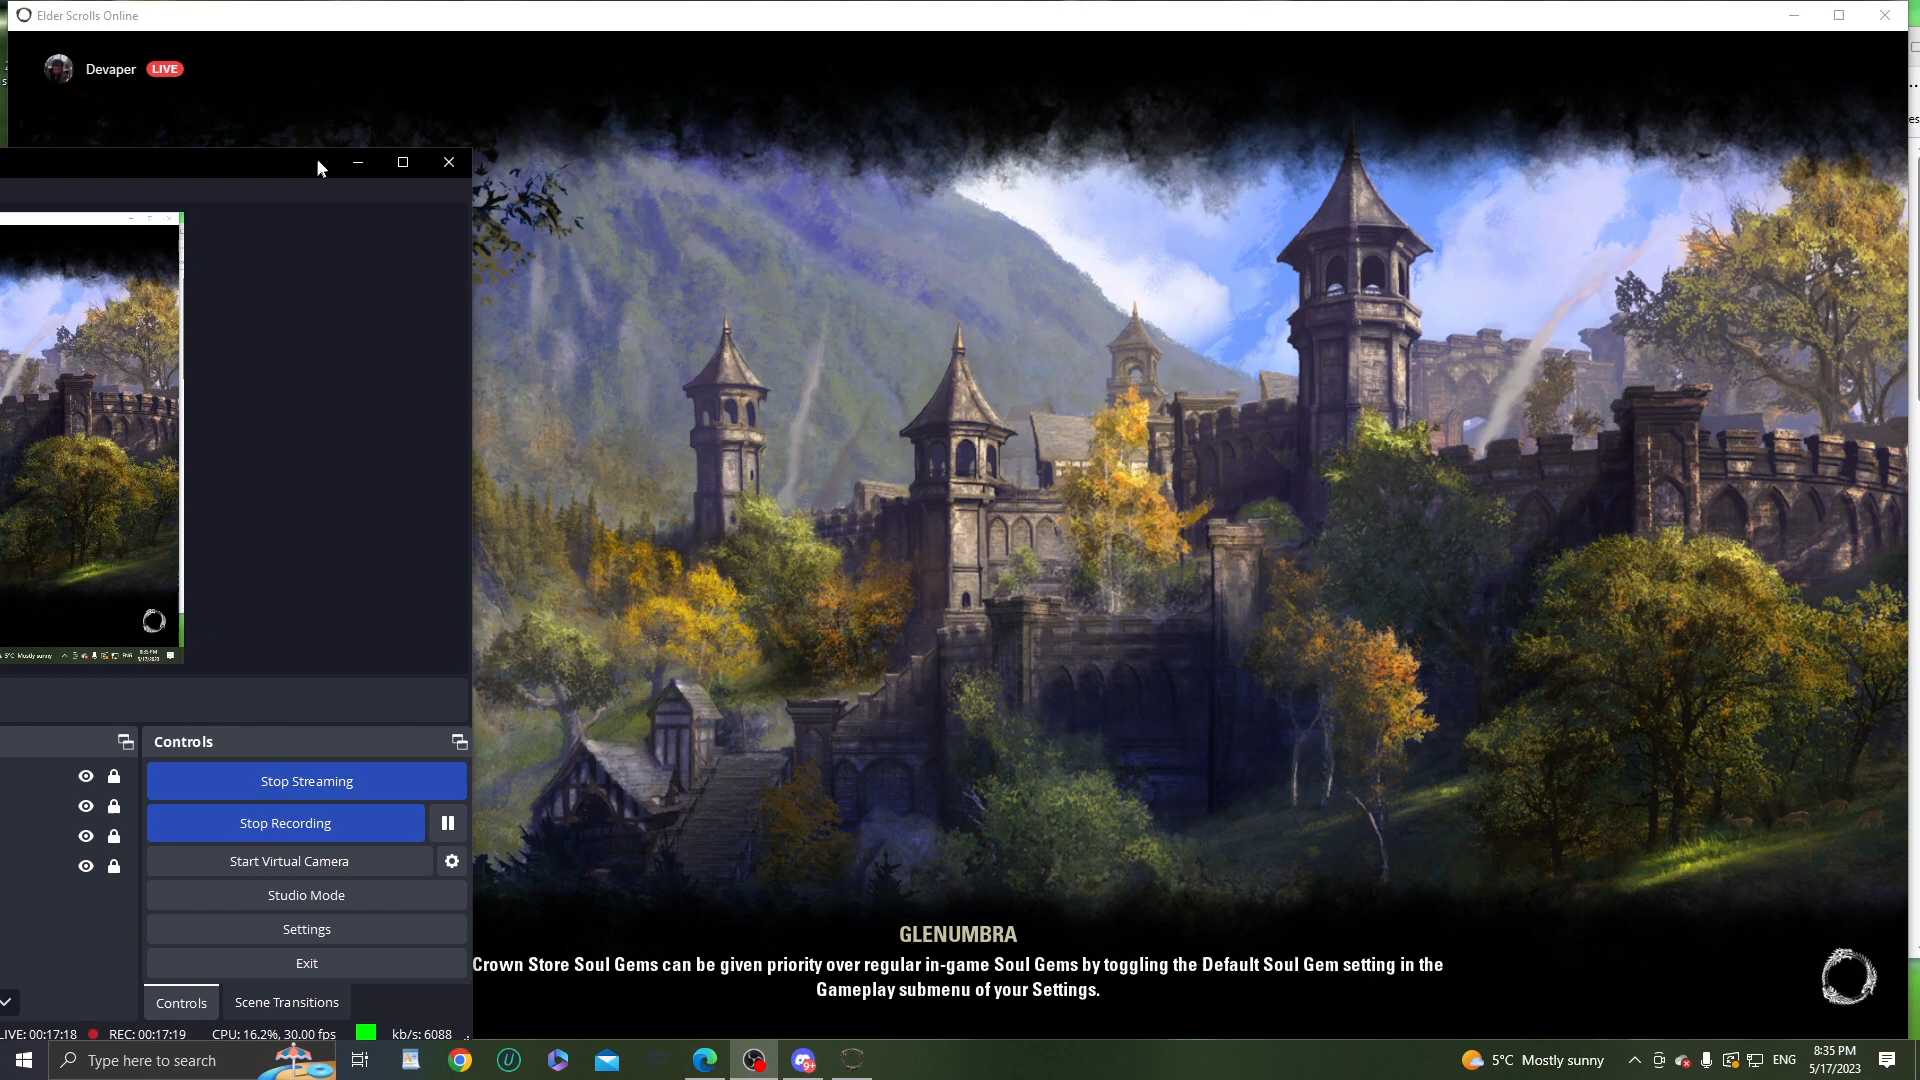 Elder Scrolls Online
Devaper LIVE
Controls
Stop Streaming
Stop Recording
Start Virtual Camera
Studio Mode
Settings
Exit
Controls Scene Transitions
LIVE: 00:17:18 REC: 00:17:19 CPU: 16.2%, 30.00 fps kb/s: 6088
GLENUMBRA
Crown Store Soul Gems can be given priority over regular in-game Soul Gems by toggling the Default Soul Gem setting in the
Gameplay submenu of your Settings.
Type here to search
9+
5°C Mostly sunny
ENG
8:35 PM
5/17/2023